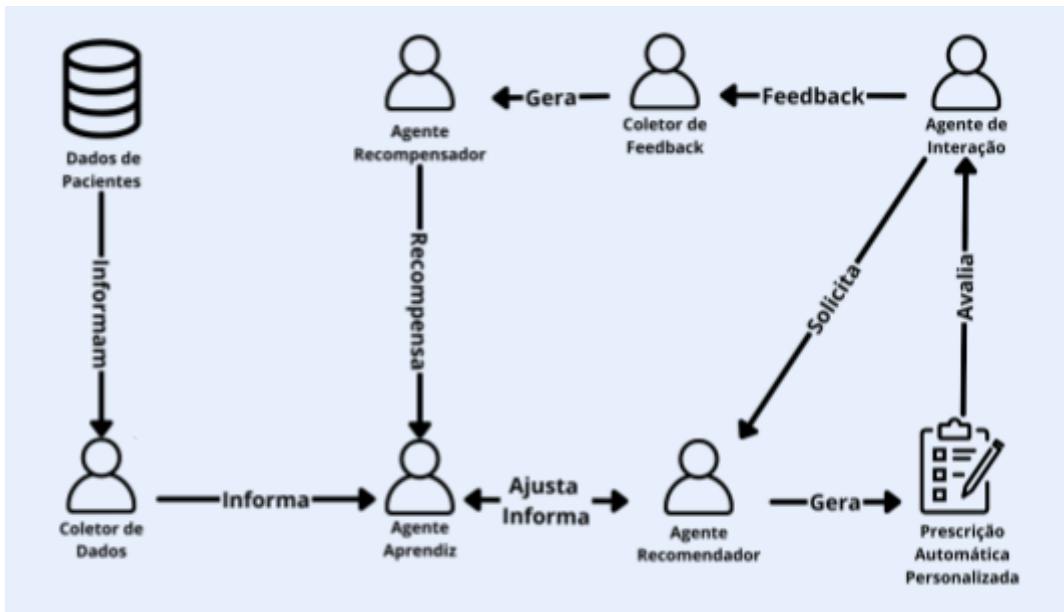 Dados de
Pacientes
Agente
Recompensador
Gera
Coletor de
Feedback
Feedback
Agente de
Interação
Informam
Recompensa
Solicita
Avalia
Coletor de
Dados
Informa
Agente
Aprendiz
Ajusta
Informa
Agente
Recomendador
Gera
Prescrição
Automática
Personalizada